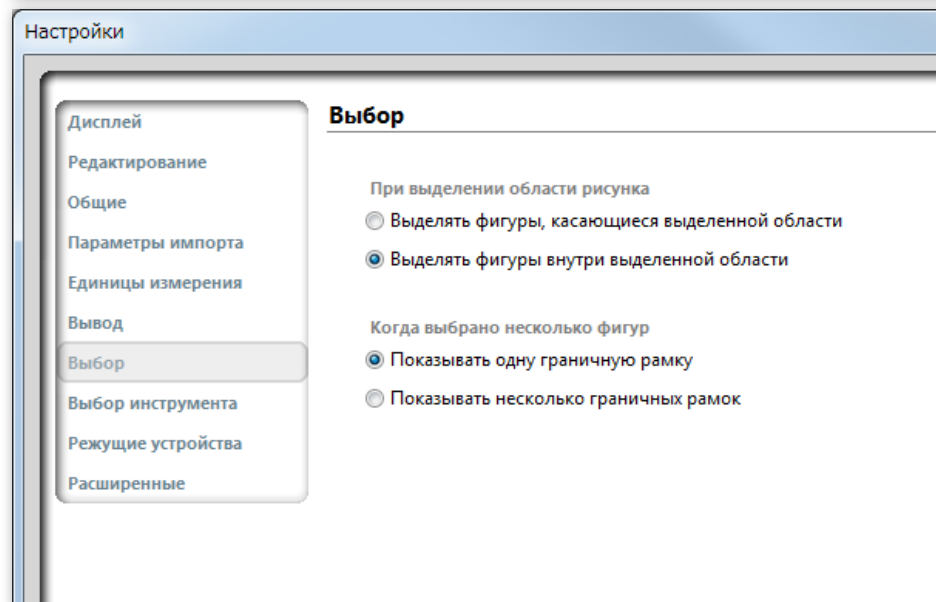 Настройки
Дисплей
Редактирование
Общие
Параметры импорта
Единицы измерения
Вывод
Выбор
Выбор инструмента
Режущие устройства
Расширенные
Выбор
При выделении области рисунка
Выделять фигуры, касающиеся выделенной области
Выделять фигуры внутри выделенной области
Когда выбрано несколько фигур
Показывать одну граничную рамку
Показывать несколько граничных рамок